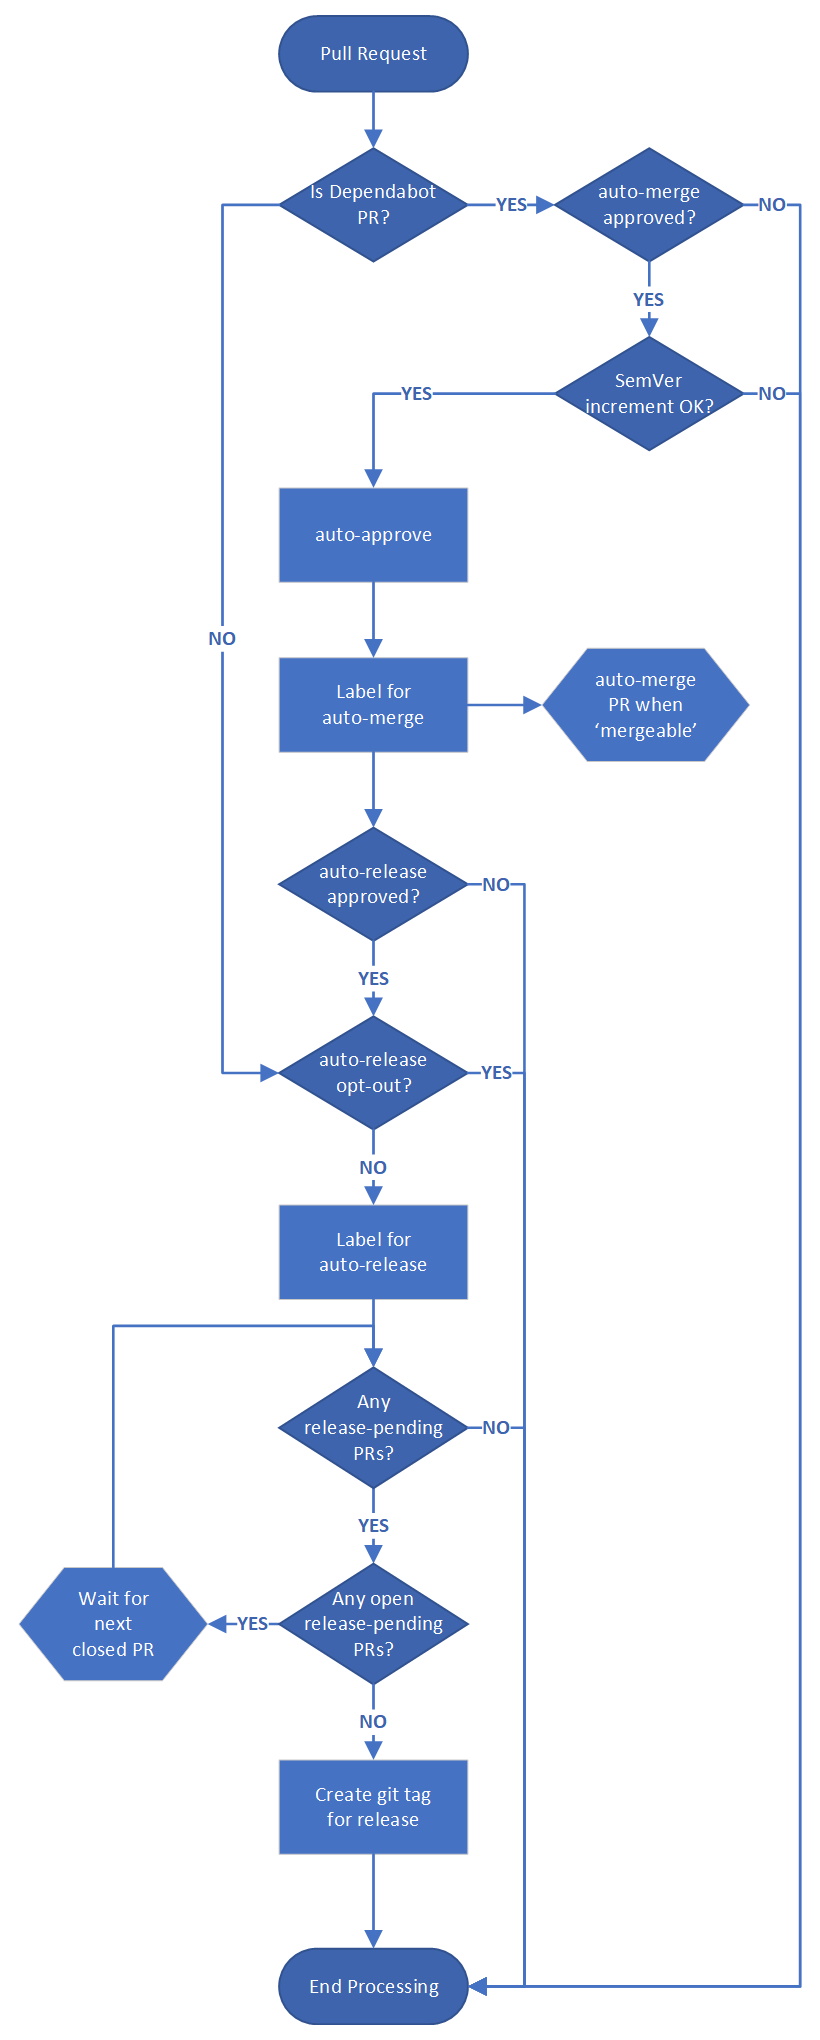 Pull Request
Is Dependabot
PR?
YES
auto-merge
approved?
NO
YES
SemVer
increment OK?
NO
YES
auto-approve
NO
Label for
auto-merge
auto-merge
PR when
‘mergeable’
auto-release
approved?
NO
YES
auto-release
opt-out?
YES
NO
Label for
auto-release
Any
release-pending
PRs?
NO
YES
Any open
release-pending
PRs?
YES
Wait for
next
closed PR
NO
Create git tag
for release
End Processing